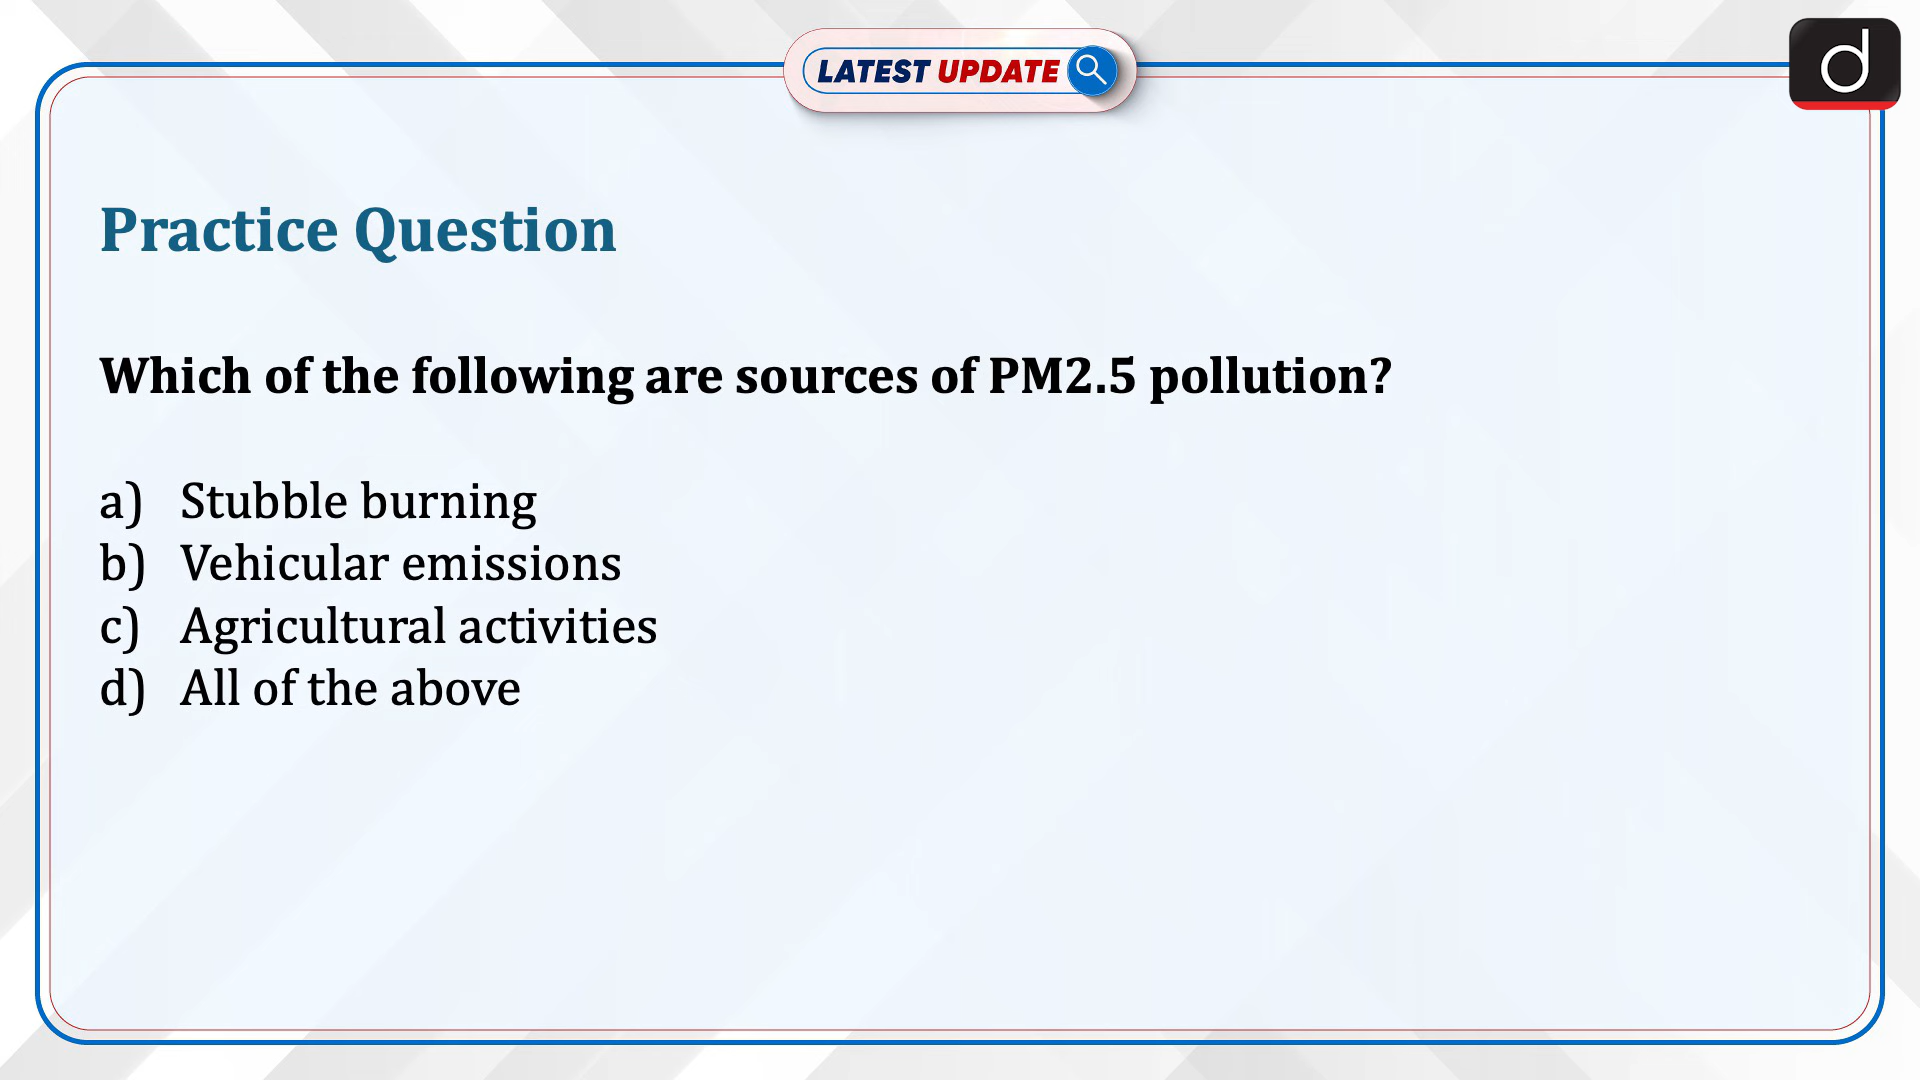 LATEST UPDATE
d
Practice Question
Which of the following are sources of PM2.5 pollution?
a) Stubble burning
b) Vehicular emissions
c) Agricultural activities
d) All of the above